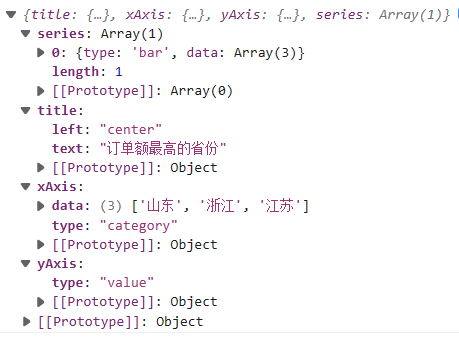 {title: {…}, xAxis: {…}, yAxis: {…}, series: Array(1)}
series: Array(1)
0: {type: 'bar', data: Array(3)}
length: 1
[[Prototype]]: Array(0)
title:
left: "center"
text: "订单额最高的省份"
[[Prototype]]: Object
xAxis:
data: (3) ['山东', '浙江', '江苏']
type: "category"
[[Prototype]]: Object
yAxis:
type: "value"
[[Prototype]]: Object
[[Prototype]]: Object